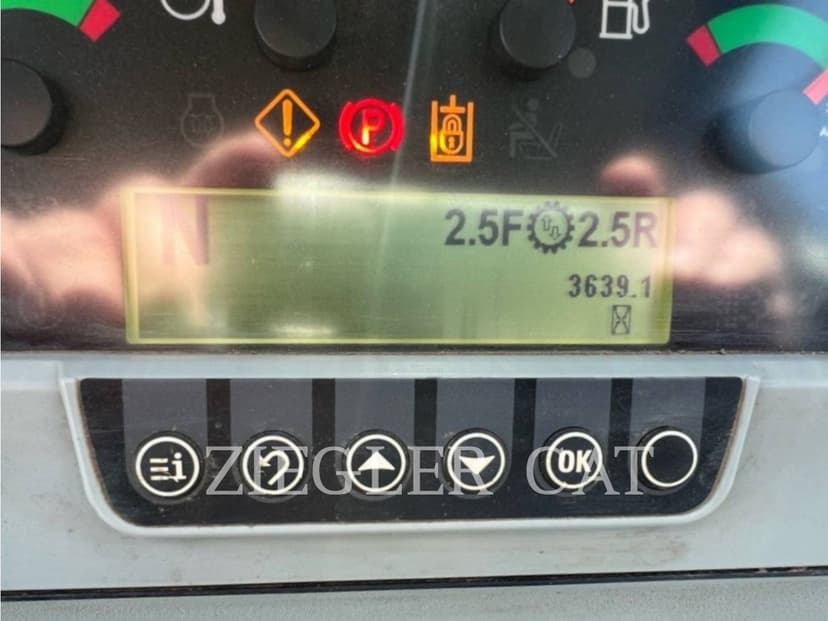 P
N 2.5F 2.5R
3639.1
i OK
ZIEGLER CAT